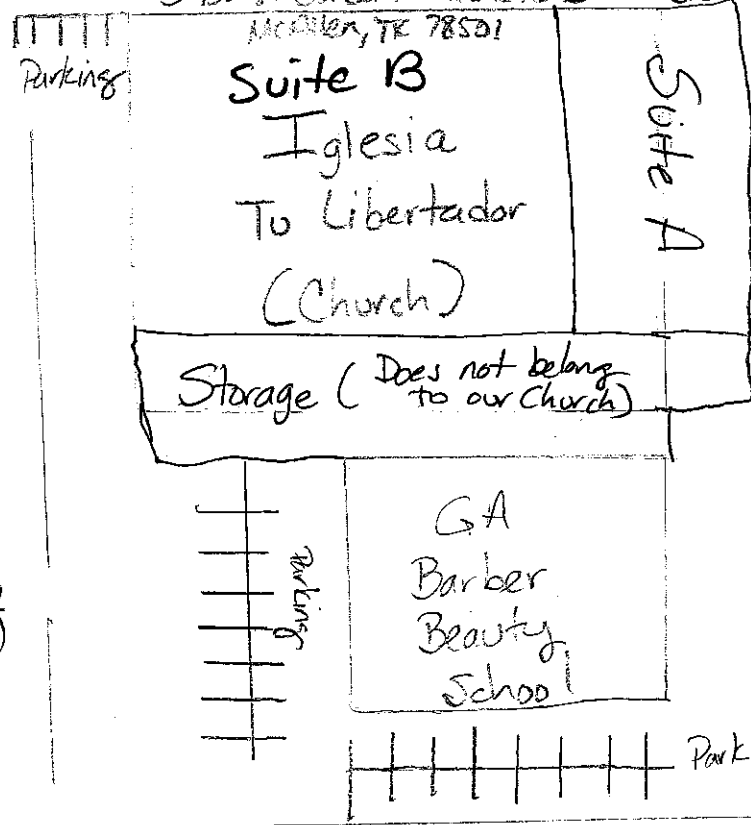 McAllen, TX 78501
Parking
Suite B
Iglesia
Tu Libertador
(Church)
Suite A
Storage (Does not belong
to our Church)
Parking
GA
Barber
Beauty
School
Park